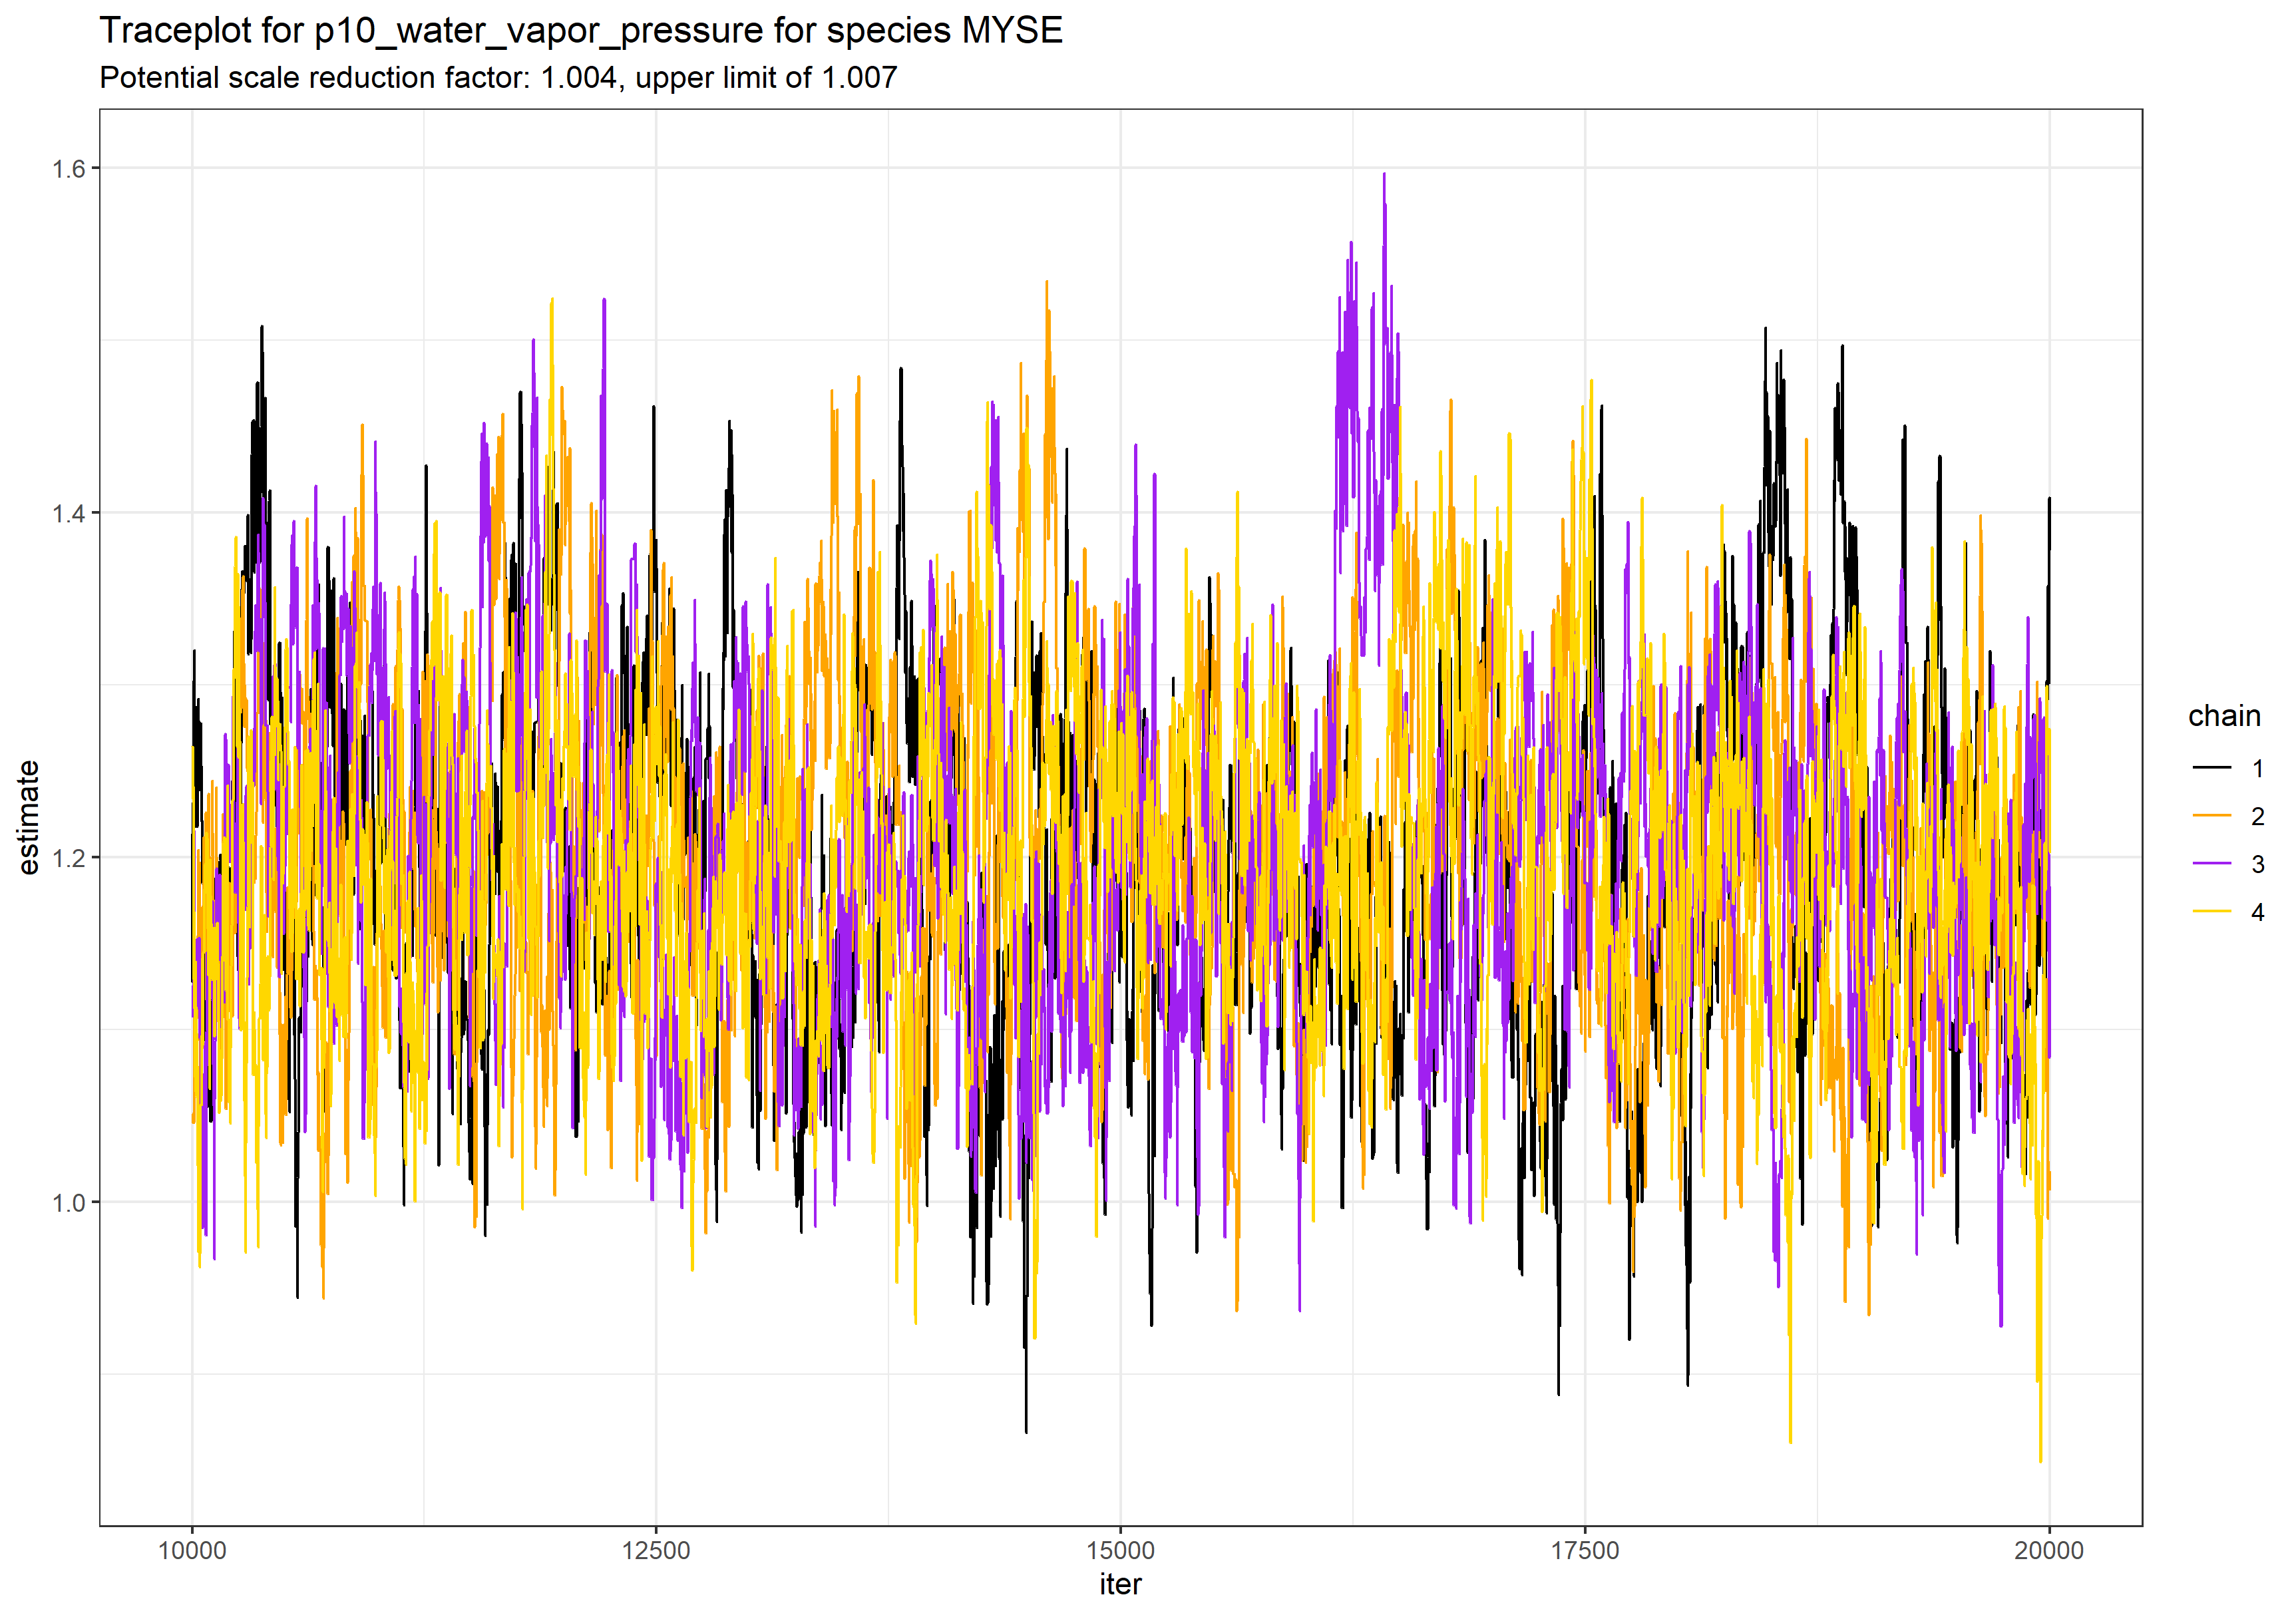 Traceplot for p10_water_vapor_pressure for species MYSE
Potential scale reduction factor: 1.004, upper limit of 1.007
1.6
1.4
1.2
1.0
estimate
10000
12500
15000
17500
20000
iter
chain
1
2
3
4